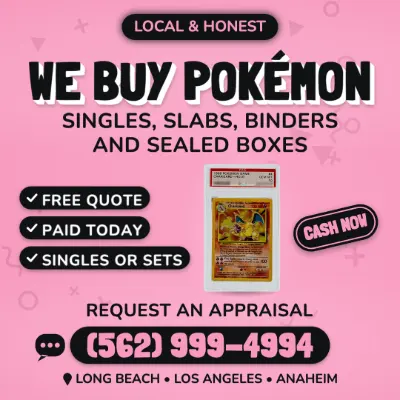 LOCAL & HONEST
WE BUY POKÉMON
SINGLES, SLABS, BINDERS
AND SEALED BOXES
FREE QUOTE
PAID TODAY
SINGLES OR SETS
CASH NOW
REQUEST AN APPRAISAL
(562) 999-4994
LONG BEACH • LOS ANGELES • ANAHEIM